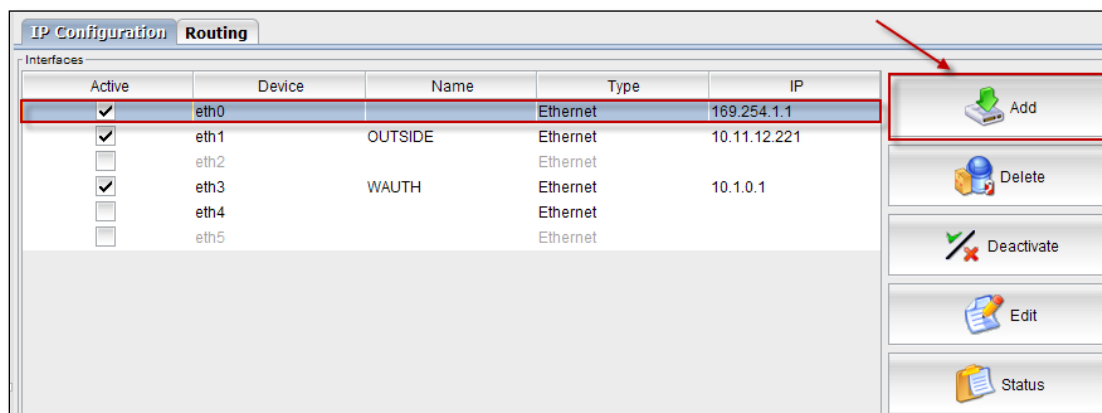 IP Configuration Routing
Interfaces
Active Device Name Type IP
eth0 Ethernet 169.254.1.1
eth1 OUTSIDE Ethernet 10.11.12.221
eth2 Ethernet
eth3 WAUTH Ethernet 10.1.0.1
eth4 Ethernet
eth5 Ethernet
Add
Delete
Deactivate
Edit
Status